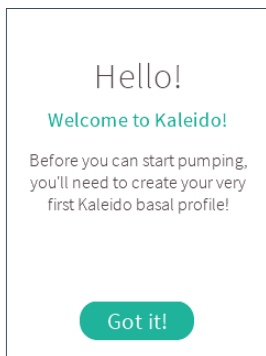 Hello!
Welcome to Kaleido!
Before you can start pumping,
you'll need to create your very
first Kaleido basal profile!
Got it!